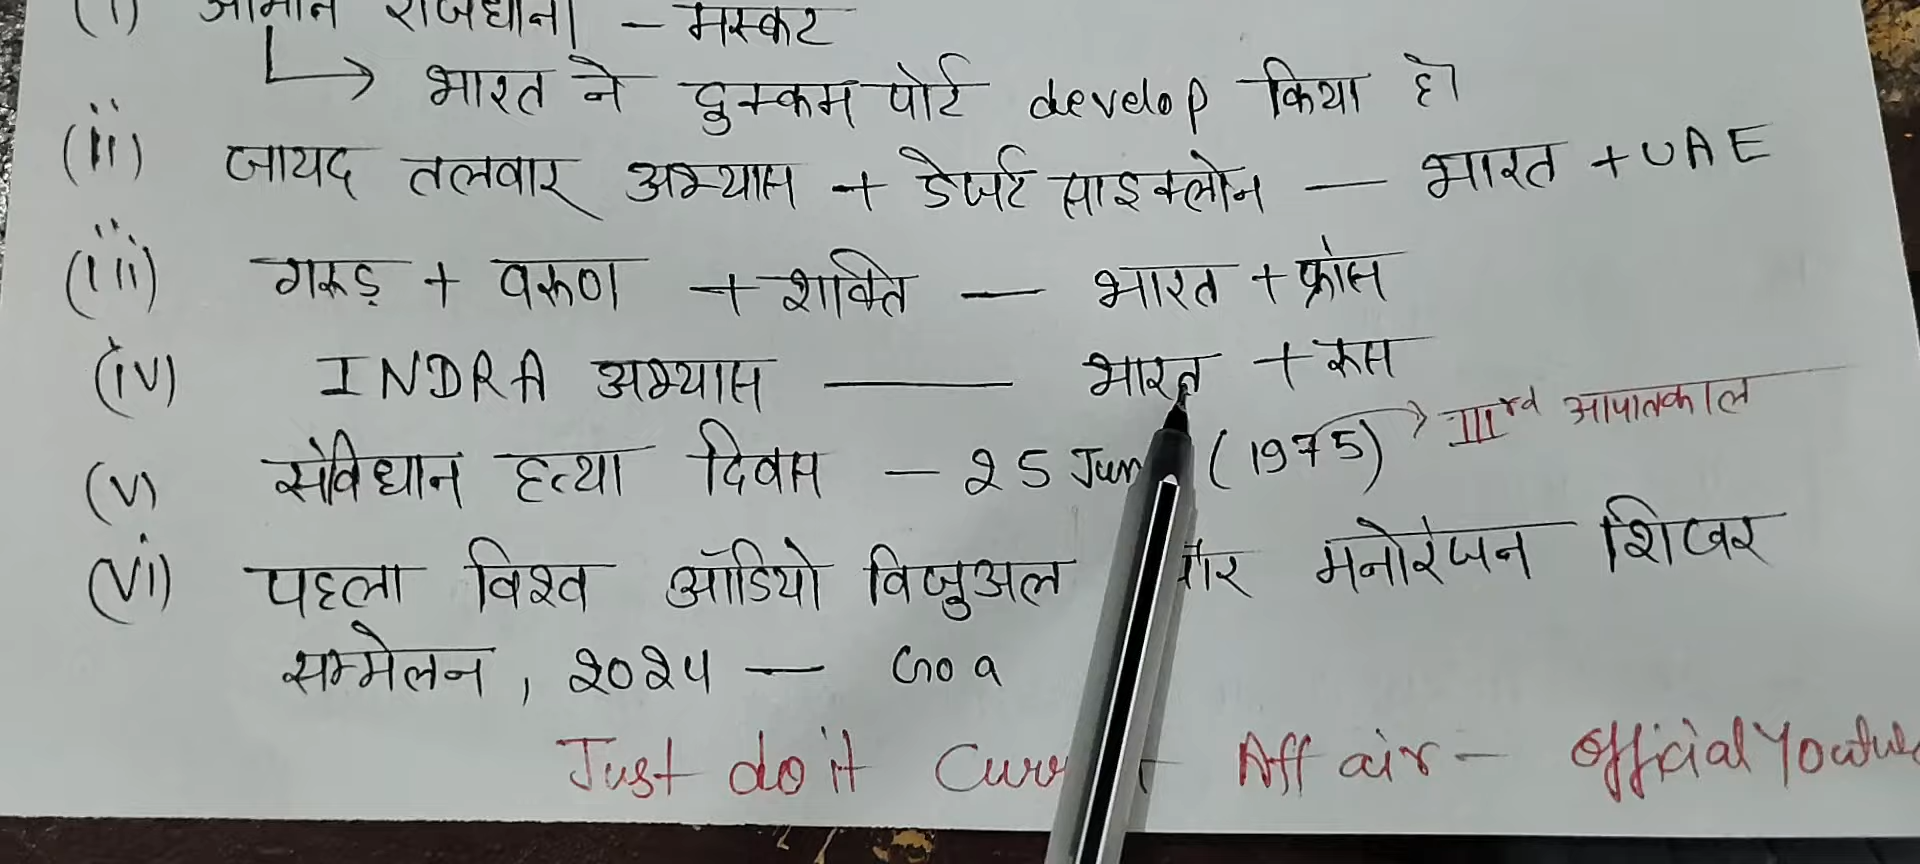 (i) ओमान राजधानी - मस्कट
→ भारत ने दुक्कम पोर्ट develop किया है।
(ii) जायद तलवार अभ्यास + डेजर्ट साइक्लोन — भारत + UAE
(iii) गरूड़ + वरूण + शक्ति — भारत + फ्रांस
(iv) INDRA अभ्यास — भारत + रूस
(v) संविधान हत्या दिवस - 25 Jun (1975) → IIIrd आपातकाल
(vi) पहला विश्व ऑडियो विजुअल और मनोरंजन शिखर
सम्मेलन, 2024 — Goa
Just do it Current Affair - official Youtube